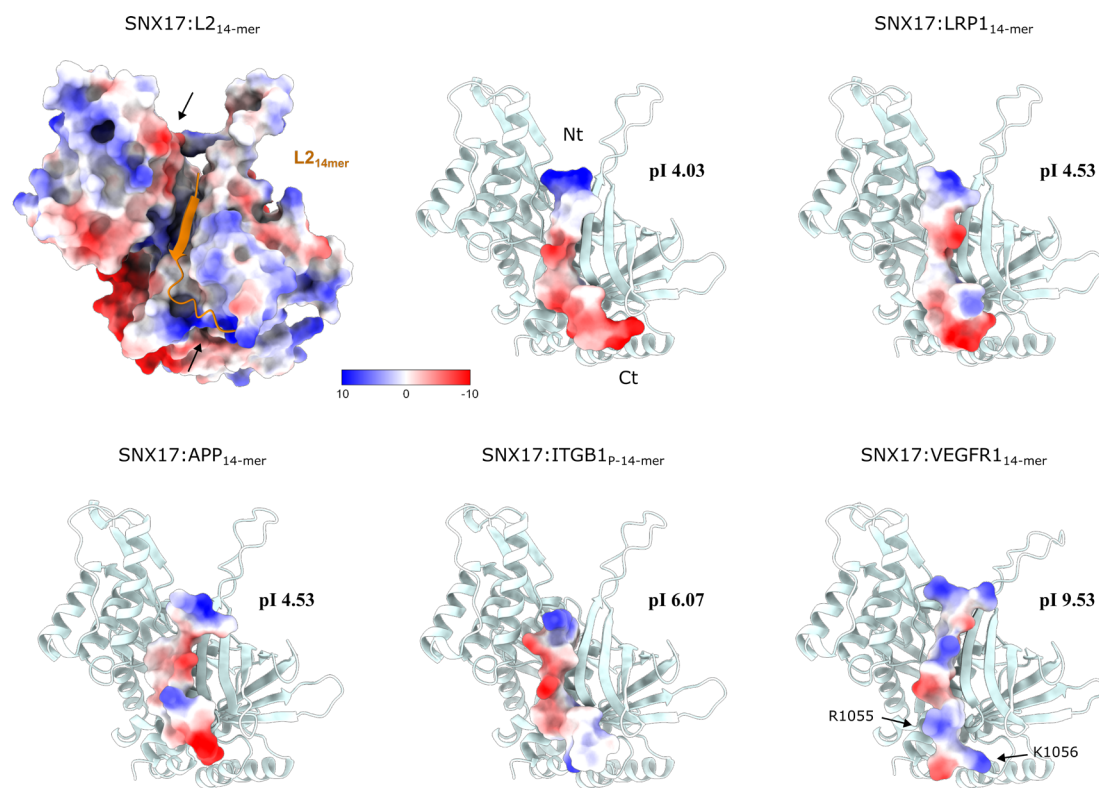 SNX17:L214-mer
SNX17:LRP114-mer
L214mer
Nt
pI 4.03
pI 4.53
Ct
10 0 -10
SNX17:APP14-mer
SNX17:ITGB1P-14-mer
SNX17:VEGFR114-mer
pI 4.53
pI 6.07
pI 9.53
R1055
K1056